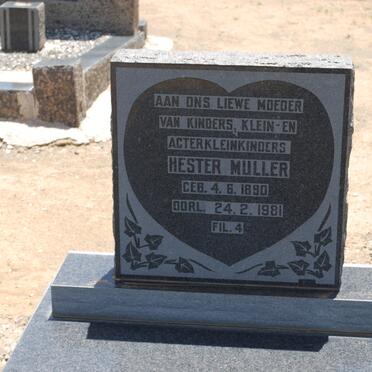 AAN ONS LIEWE MOEDER
VAN KINDERS, KLEIN-EN
ACTERKLEINKINDERS
HESTER MULLER
GEB. 4. 6. 1890
OORL. 24. 2. 1981
FIL. 4